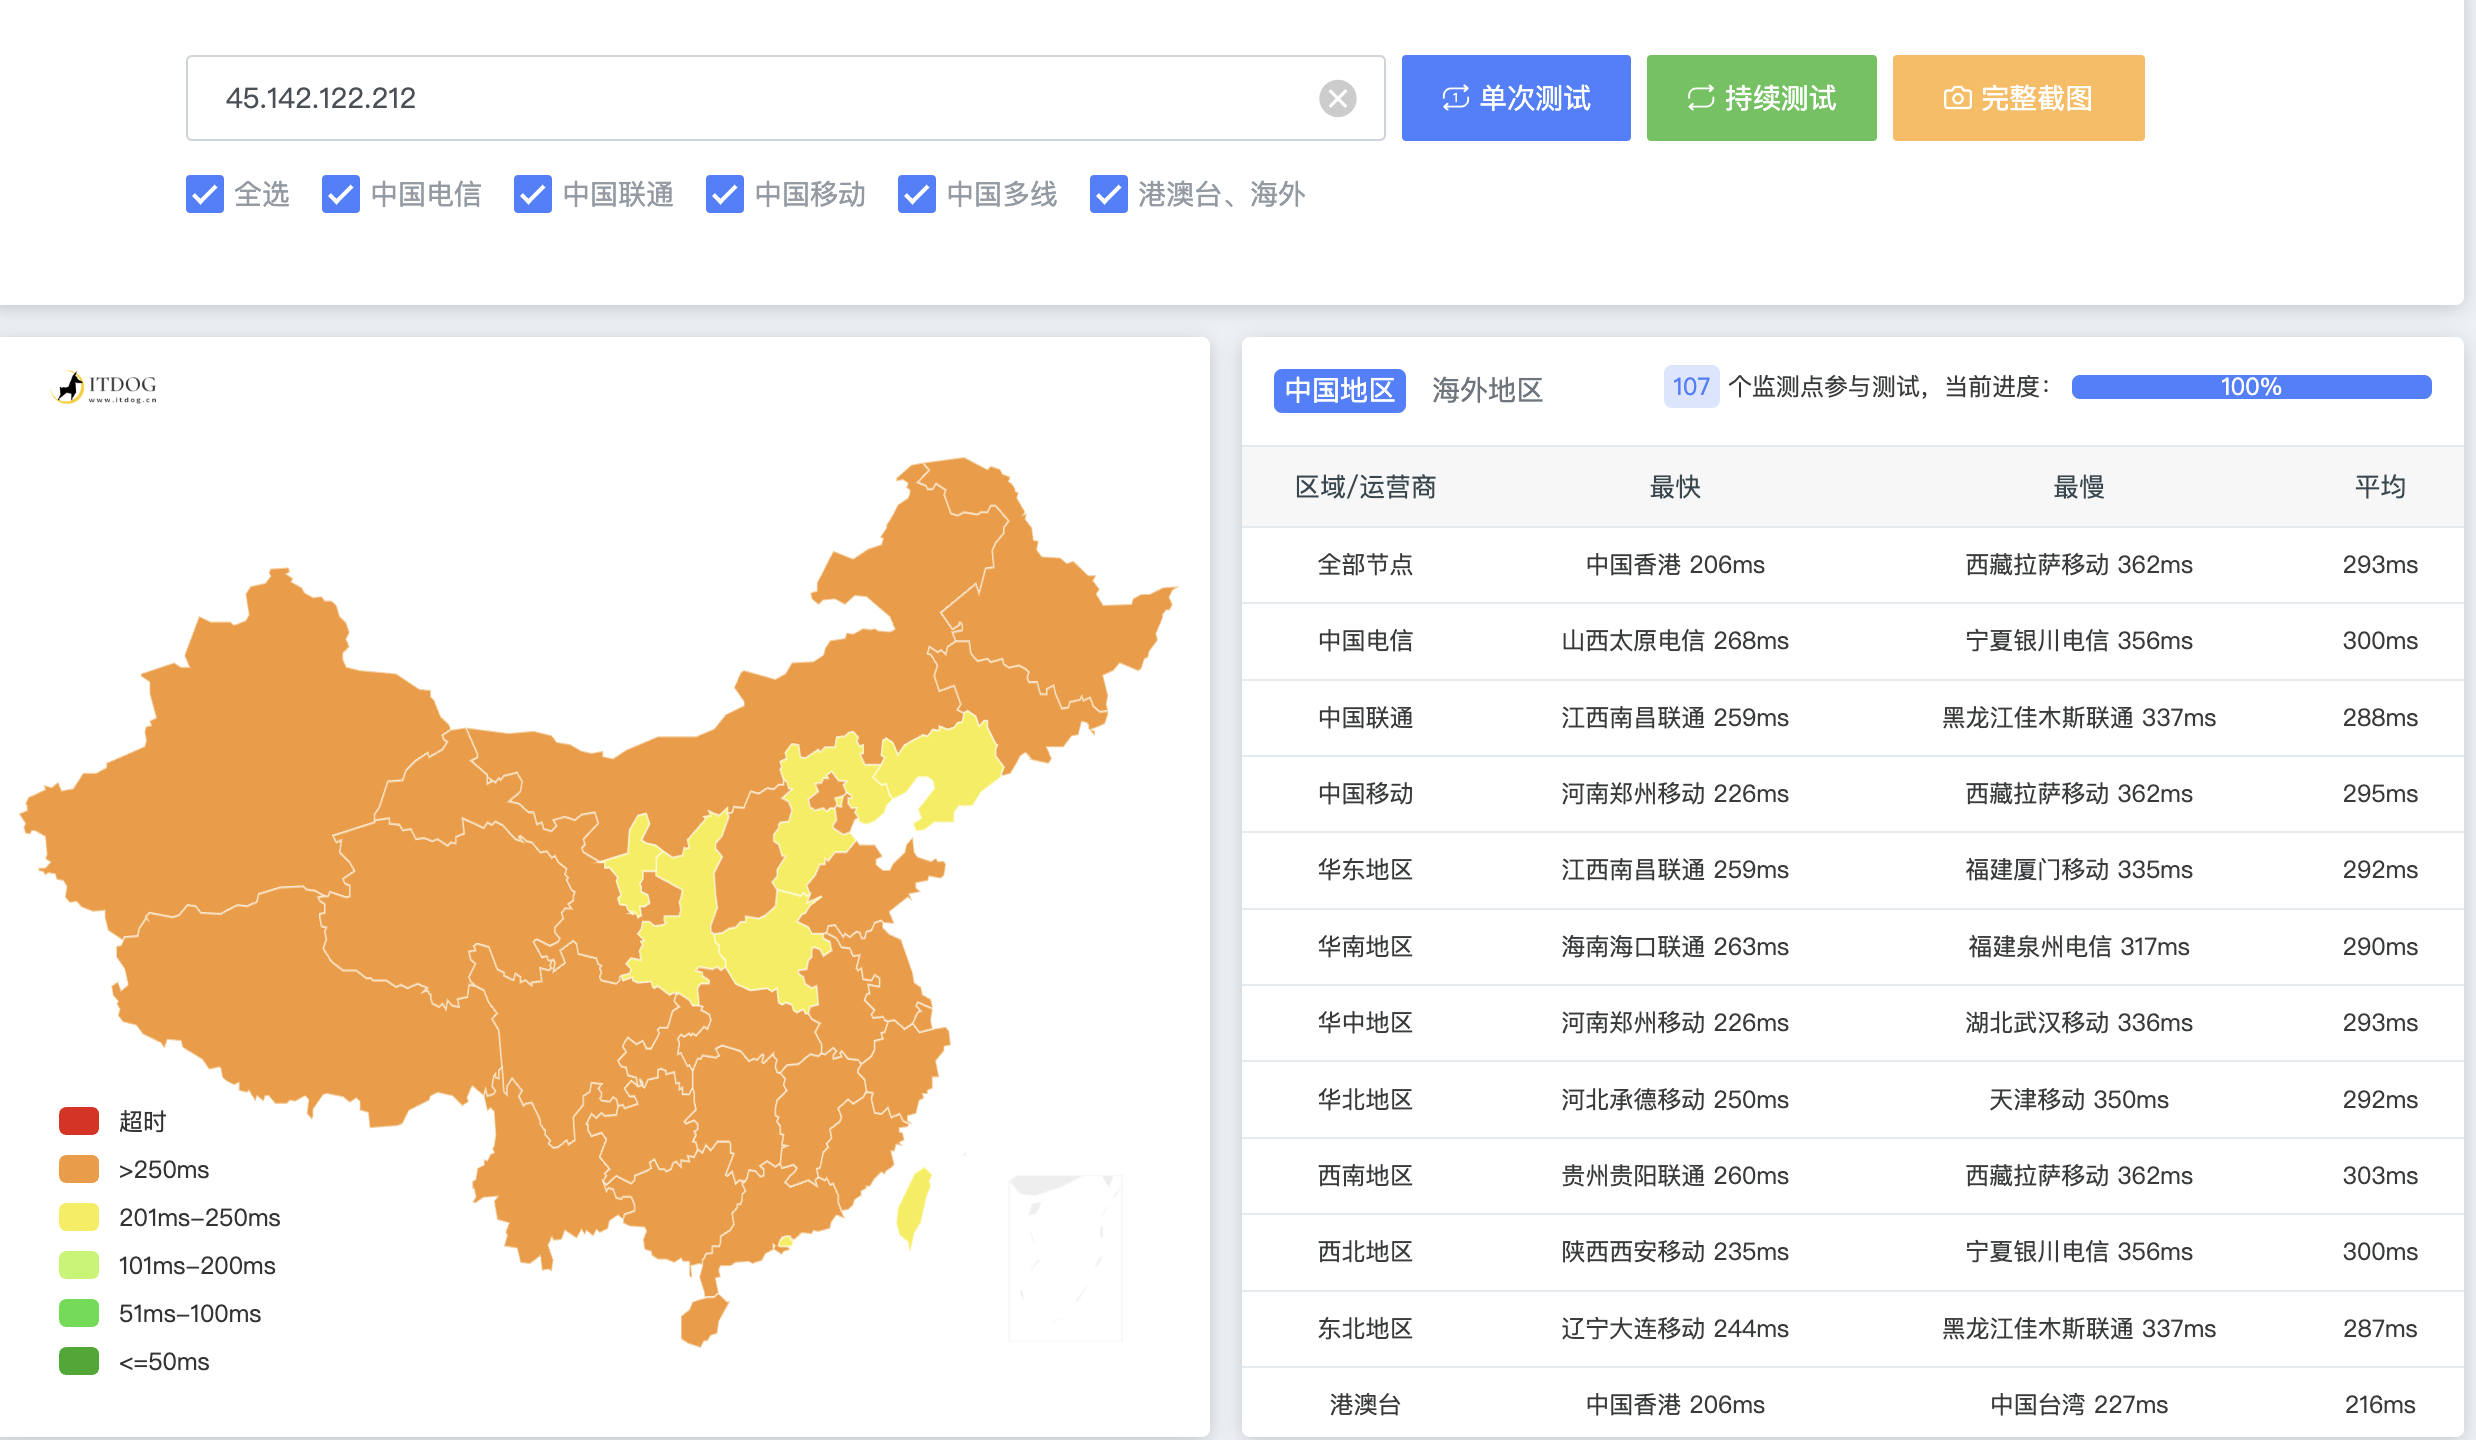 45.142.122.212
单次测试
持续测试
完整截图
全选 中国电信 中国联通 中国移动 中国多线 港澳台、海外
ITDOG
www.itdog.cn
超时
>250ms
201ms-250ms
101ms-200ms
51ms-100ms
<=50ms
中国地区 海外地区 107 个监测点参与测试，当前进度： 100%
区域/运营商 最快 最慢 平均
全部节点 中国香港 206ms 西藏拉萨移动 362ms 293ms
中国电信 山西太原电信 268ms 宁夏银川电信 356ms 300ms
中国联通 江西南昌联通 259ms 黑龙江佳木斯联通 337ms 288ms
中国移动 河南郑州移动 226ms 西藏拉萨移动 362ms 295ms
华东地区 江西南昌联通 259ms 福建厦门移动 335ms 292ms
华南地区 海南海口联通 263ms 福建泉州电信 317ms 290ms
华中地区 河南郑州移动 226ms 湖北武汉移动 336ms 293ms
华北地区 河北承德移动 250ms 天津移动 350ms 292ms
西南地区 贵州贵阳联通 260ms 西藏拉萨移动 362ms 303ms
西北地区 陕西西安移动 235ms 宁夏银川电信 356ms 300ms
东北地区 辽宁大连移动 244ms 黑龙江佳木斯联通 337ms 287ms
港澳台 中国香港 206ms 中国台湾 227ms 216ms